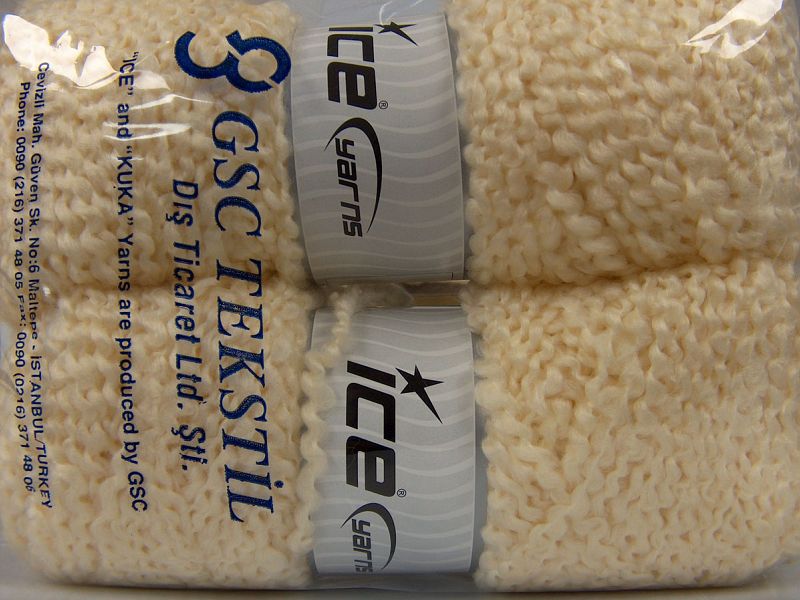 GSC TEKSTİL
Dış Ticaret Ltd. Şti.
"ICE" and "KUKA" Yarns are produced by GSC
Cevizli Mah. Güven Sk. No:6 Maltepe - İSTANBUL/TURKEY
Phone: 0090 (216) 371 48 05 Fax: 0090 (0216) 371 48 06
ice®
yarns
ice®
yarns